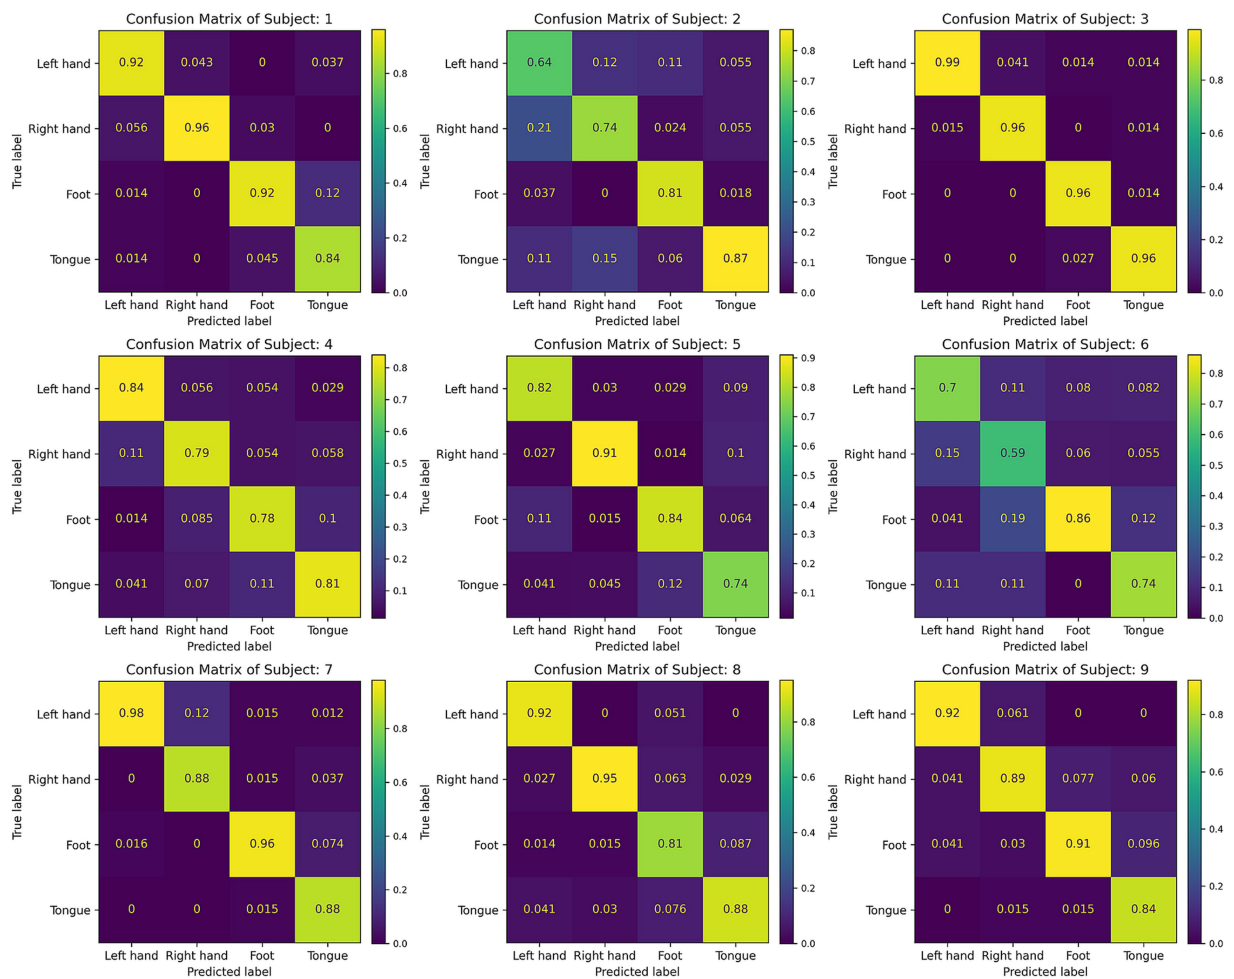 Confusion Matrix of Subject: 1
True label
Left hand 0.92 0.043 0 0.037
Right hand 0.056 0.96 0.03 0
Foot 0.014 0 0.92 0.12
Tongue 0.014 0 0.045 0.84
Left hand Right hand Foot Tongue
Predicted label
0.8
0.6
0.4
0.2
0.0
Confusion Matrix of Subject: 2
True label
0.64 0.12 0.11 0.055
0.21 0.74 0.024 0.055
0.037 0 0.81 0.018
0.11 0.15 0.06 0.87
Left hand
Right hand
Foot
Tongue
Left hand Right hand Foot Tongue
Predicted label
0.8
0.7
0.6
0.5
0.4
0.3
0.2
0.1
0.0
Confusion Matrix of Subject: 3
True label
Left hand 0.99 0.041 0.014 0.014
Right hand 0.015 0.96 0 0.014
Foot 0 0 0.96 0.014
Tongue 0 0 0.027 0.96
Left hand Right hand Foot Tongue
Predicted label
0.8
0.6
0.4
0.2
0.0
Confusion Matrix of Subject: 4
True label
Left hand 0.84 0.056 0.054 0.029
Right hand 0.11 0.79 0.054 0.058
Foot 0.014 0.085 0.78 0.1
Tongue 0.041 0.07 0.11 0.81
Left hand Right hand Foot Tongue
Predicted label
0.8
0.7
0.6
0.5
0.4
0.3
0.2
0.1
Confusion Matrix of Subject: 5
True label
Left hand 0.82 0.03 0.029 0.09
Right hand 0.027 0.91 0.014 0.1
Foot 0.11 0.015 0.84 0.064
Tongue 0.041 0.045 0.12 0.74
Left hand Right hand Foot Tongue
Predicted label
0.9
0.8
0.7
0.6
0.5
0.4
0.3
0.2
0.1
Confusion Matrix of Subject: 6
True label
Left hand 0.7 0.11 0.08 0.082
Right hand 0.15 0.59 0.06 0.055
Foot 0.041 0.19 0.86 0.12
Tongue 0.11 0.11 0 0.74
Left hand Right hand Foot Tongue
Predicted label
0.8
0.7
0.6
0.5
0.4
0.3
0.2
0.1
0.0
Confusion Matrix of Subject: 7
True label
Left hand 0.98 0.12 0.015 0.012
Right hand 0 0.88 0.015 0.037
Foot 0.016 0 0.96 0.074
Tongue 0 0 0.015 0.88
Left hand Right hand Foot Tongue
Predicted label
0.8
0.6
0.4
0.2
0.0
Confusion Matrix of Subject: 8
True label
Left hand 0.92 0 0.051 0
Right hand 0.027 0.95 0.063 0.029
Foot 0.014 0.015 0.81 0.087
Tongue 0.041 0.03 0.076 0.88
Left hand Right hand Foot Tongue
Predicted label
0.8
0.6
0.4
0.2
0.0
Confusion Matrix of Subject: 9
True label
Left hand 0.92 0.061 0 0
Right hand 0.041 0.89 0.077 0.06
Foot 0.041 0.03 0.91 0.096
Tongue 0 0.015 0.015 0.84
Left hand Right hand Foot Tongue
Predicted label
0.8
0.6
0.4
0.2
0.0